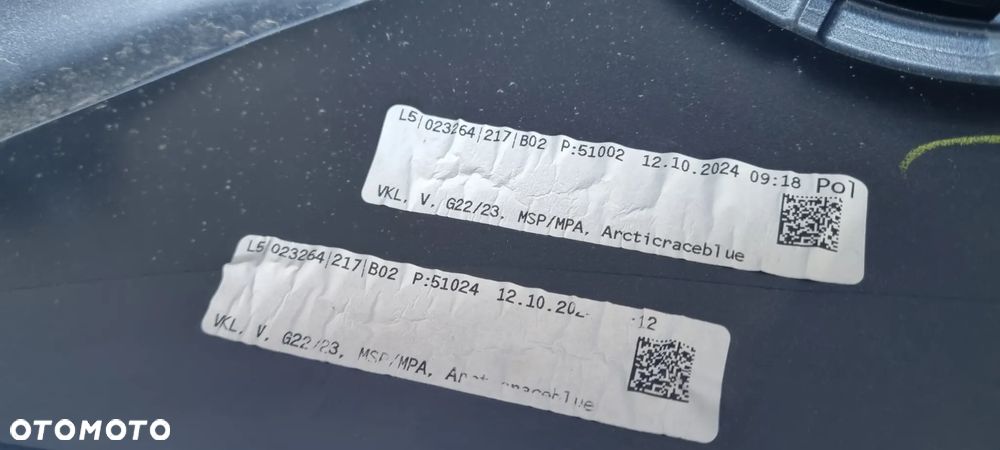 L5|023264|217|B02 P:51002 12.10.2024 09:18 Pol
VKL, V, G22/23, MSP/MPA, Arcticraceblue
L5|023264|217|B02 P:51024 12.10.202 :12
VKL, V, G22/23, MSP/MPA,
OTOMOTO